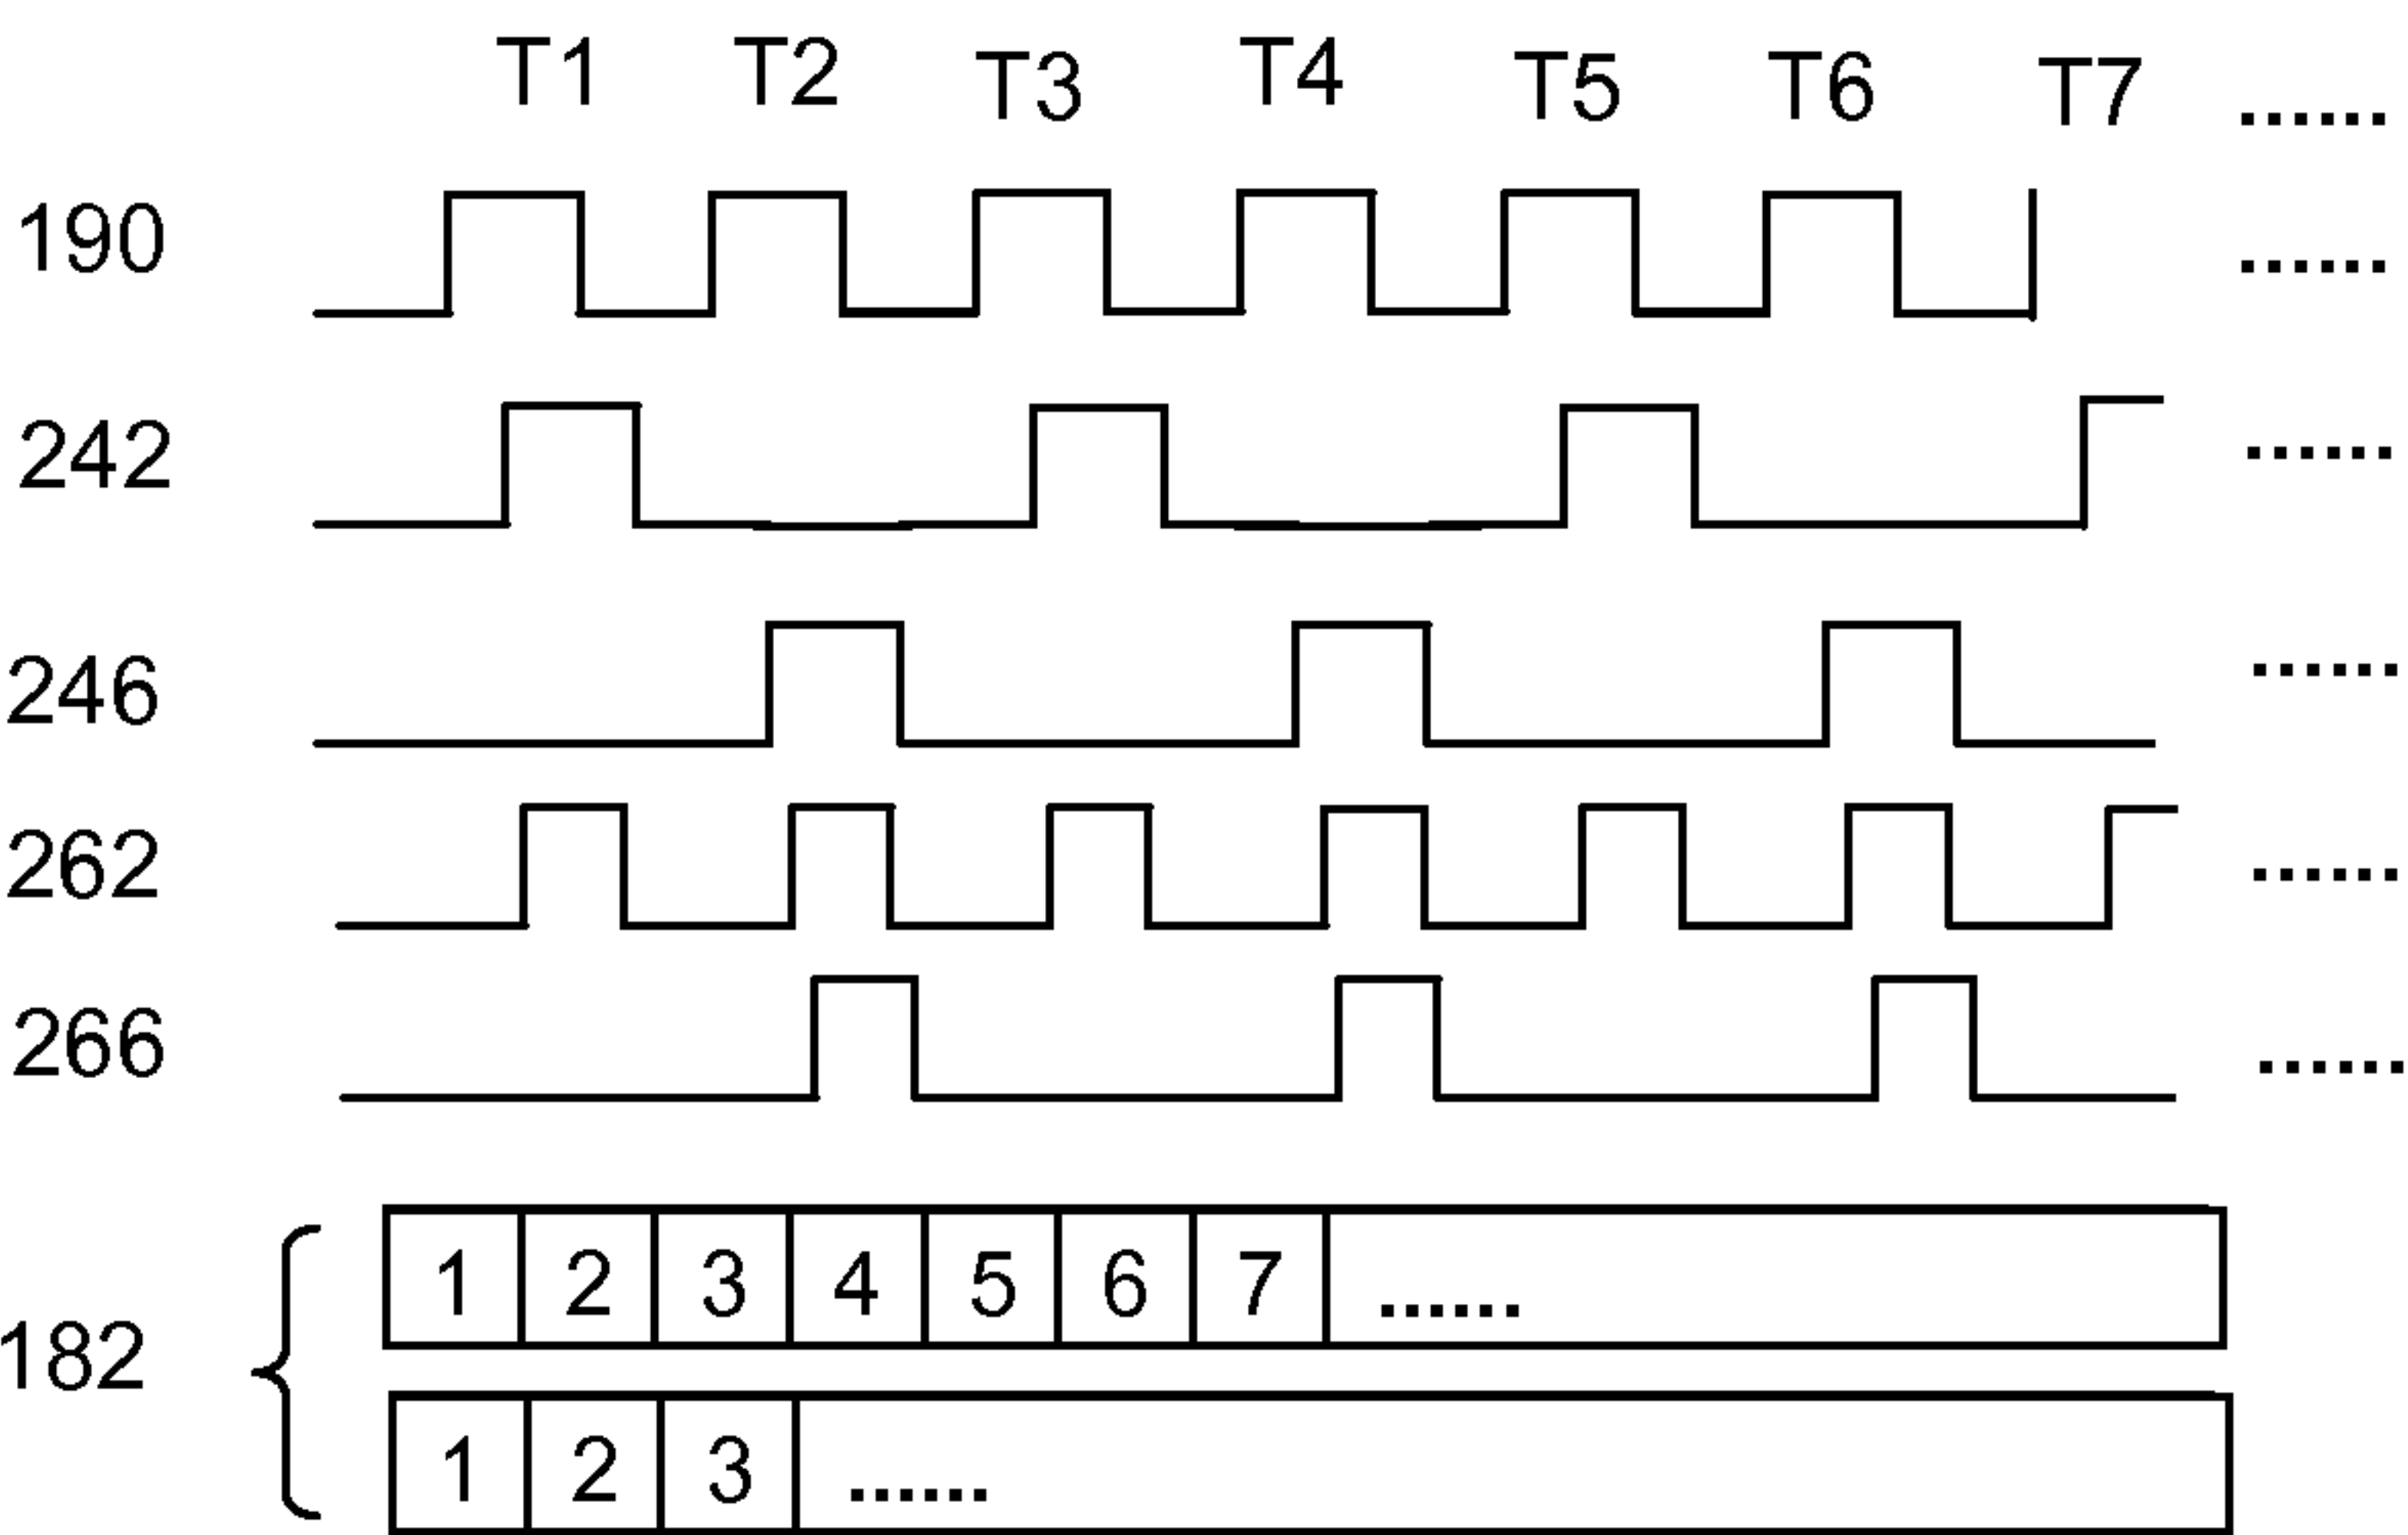 T1 T2 T3 T4 T5 T6 T7 ......
190 ......
242 ......
246 ......
262 ......
266 ......
1 2 3 4 5 6 7 ......
182
1 2 3 ......